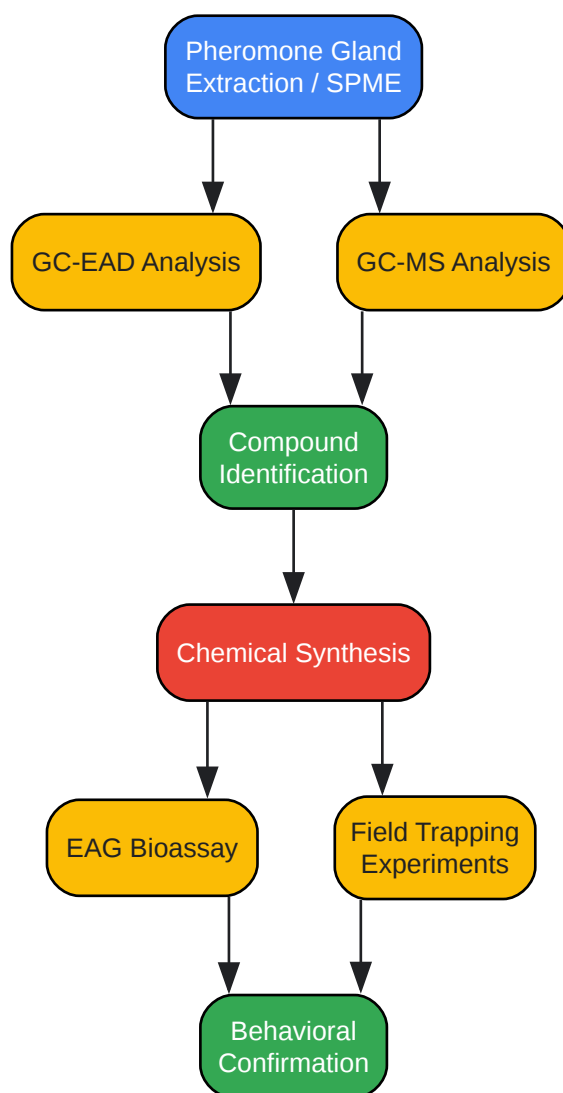 Pheromone Gland
Extraction / SPME
GC-EAD Analysis
GC-MS Analysis
Compound
Identification
Chemical Synthesis
EAG Bioassay
Field Trapping
Experiments
Behavioral
Confirmation